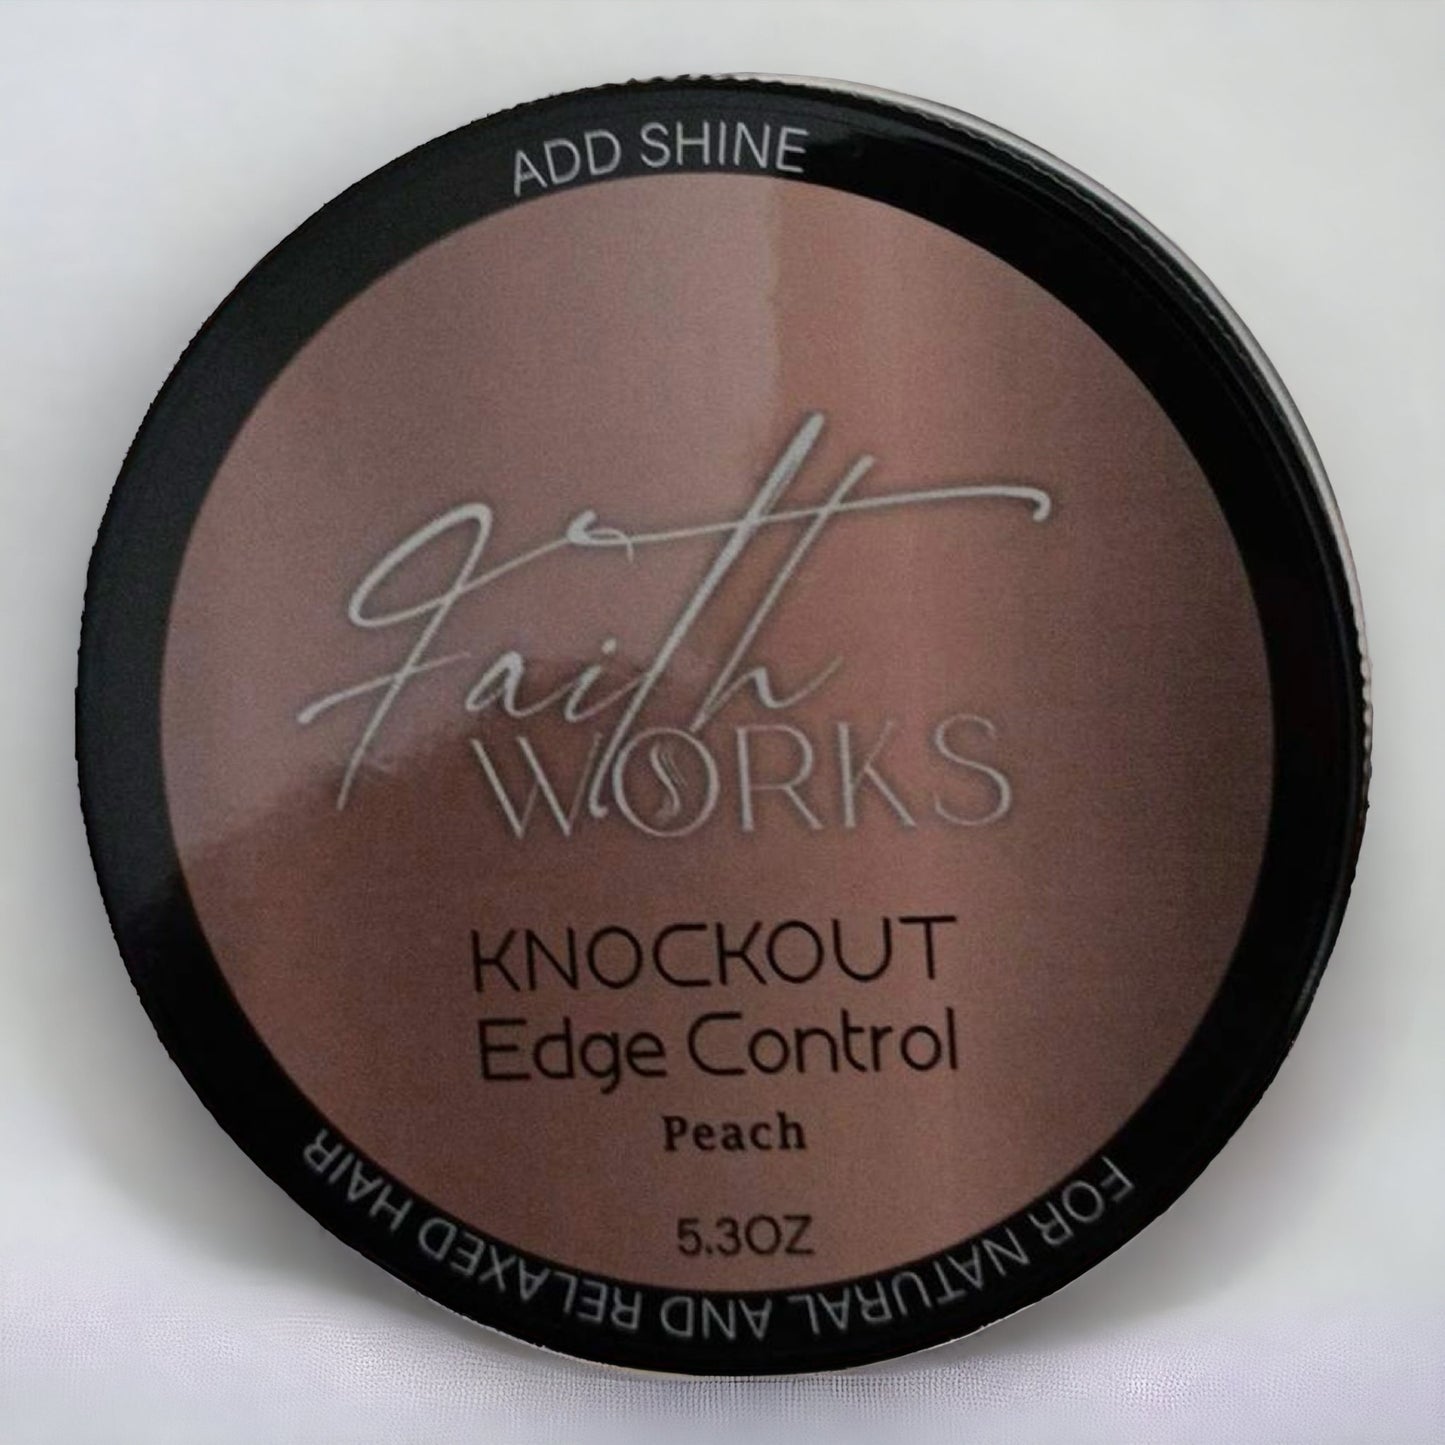 ADD SHINE
Faith
WORKS
KNOCKOUT
Edge Control
Peach
5.3OZ
FOR NATURAL AND RELAXED HAIR